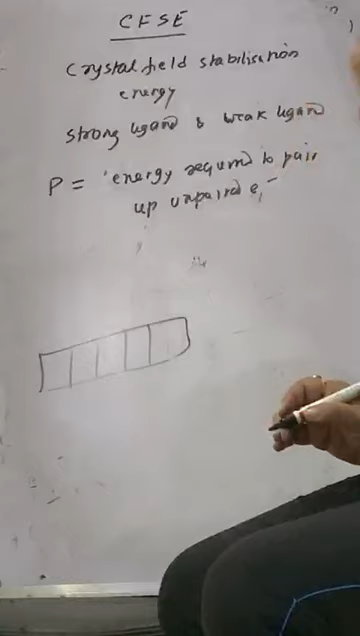 CFSE
Crystal field stabilisation
energy
strong ligand & weak ligand
P = energy required to pair
up unpaired e⁻